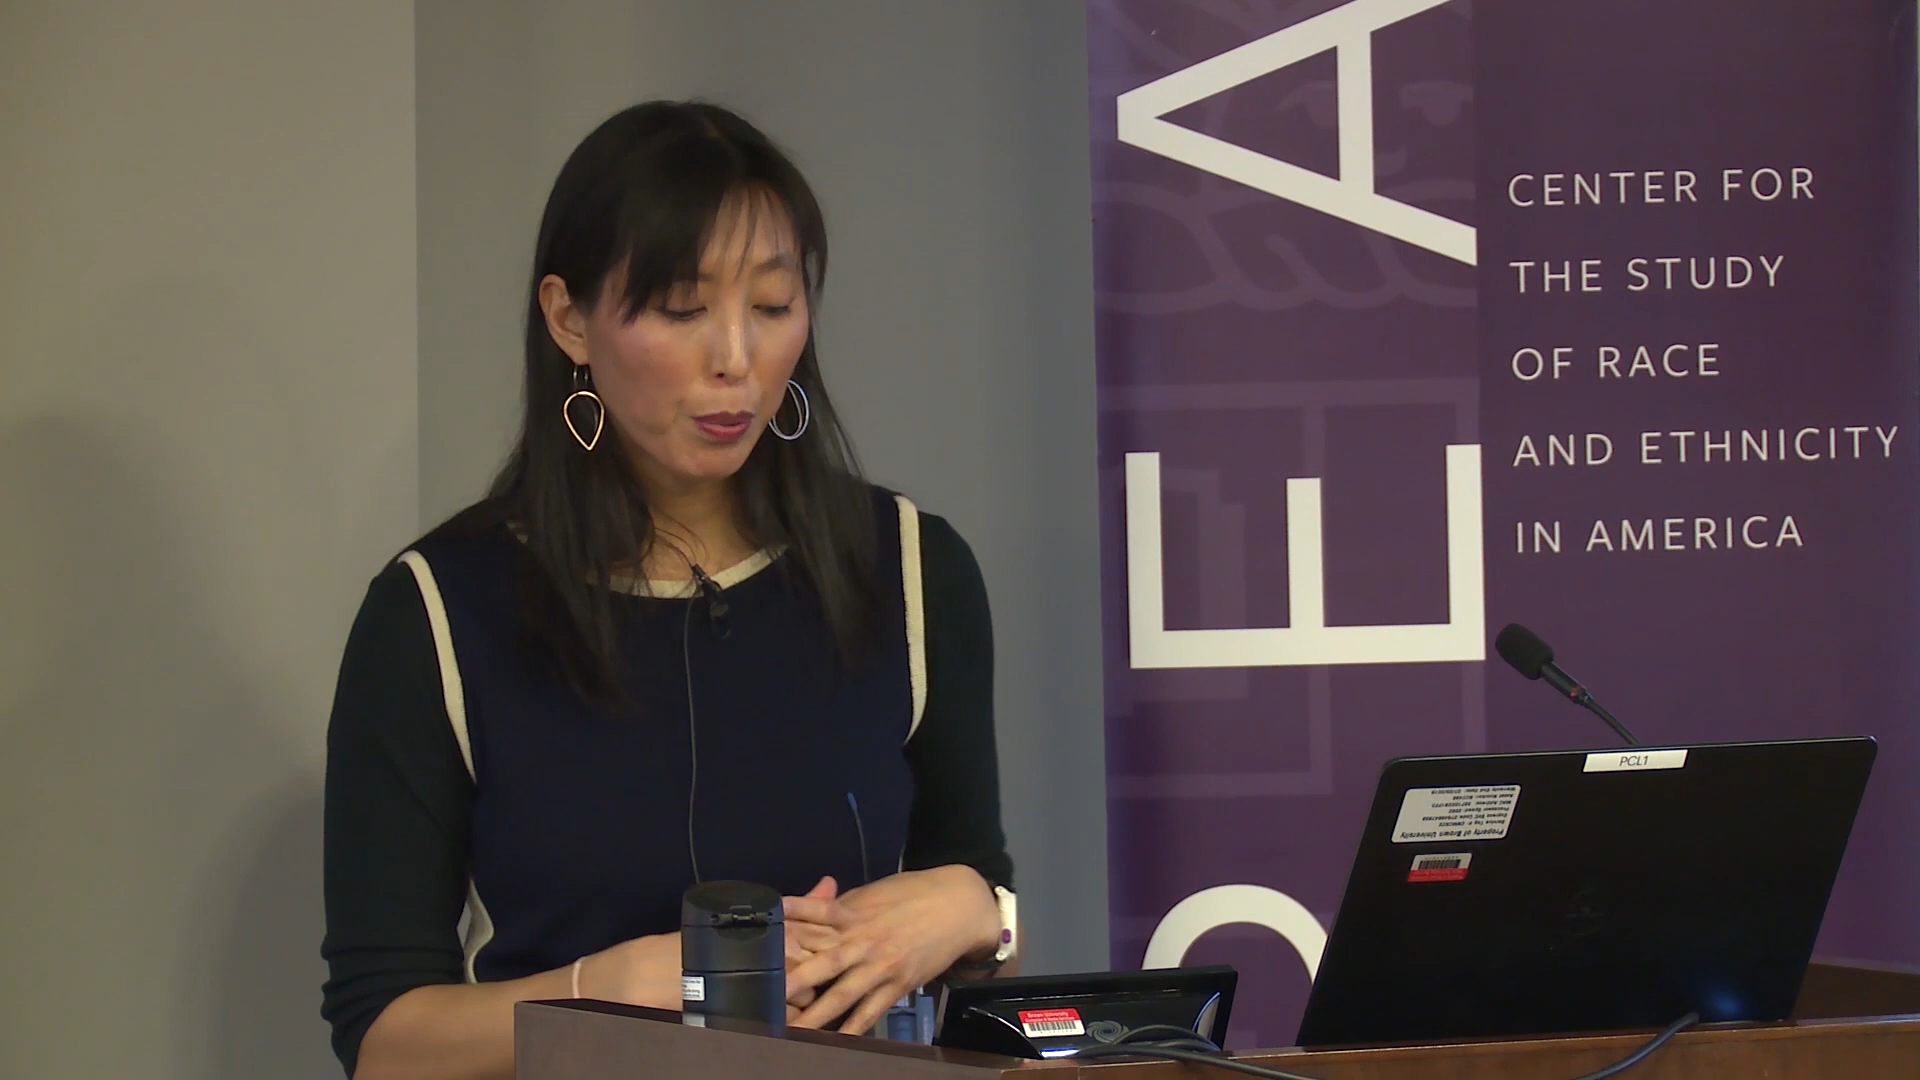 CENTER FOR
THE STUDY
OF RACE
AND ETHNICITY
IN AMERICA
E A
PCL1
Property of Brown University
Brown University